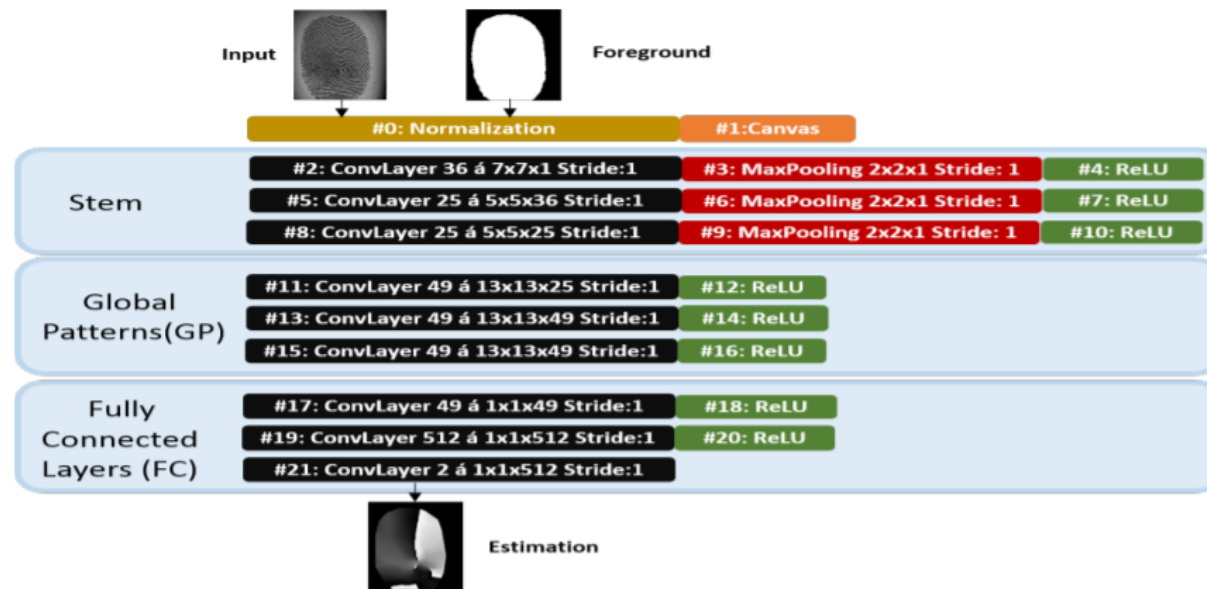 Input
Foreground
#0: Normalization #1:Canvas
Stem
#2: ConvLayer 36 á 7x7x1 Stride:1 #3: MaxPooling 2x2x1 Stride: 1 #4: ReLU
#5: ConvLayer 25 á 5x5x36 Stride:1 #6: MaxPooling 2x2x1 Stride: 1 #7: ReLU
#8: ConvLayer 25 á 5x5x25 Stride:1 #9: MaxPooling 2x2x1 Stride: 1 #10: ReLU
Global
Patterns(GP)
#11: ConvLayer 49 á 13x13x25 Stride:1 #12: ReLU
#13: ConvLayer 49 á 13x13x49 Stride:1 #14: ReLU
#15: ConvLayer 49 á 13x13x49 Stride:1 #16: ReLU
Fully
Connected
Layers (FC)
#17: ConvLayer 49 á 1x1x49 Stride:1 #18: ReLU
#19: ConvLayer 512 á 1x1x512 Stride:1 #20: ReLU
#21: ConvLayer 2 á 1x1x512 Stride:1
Estimation